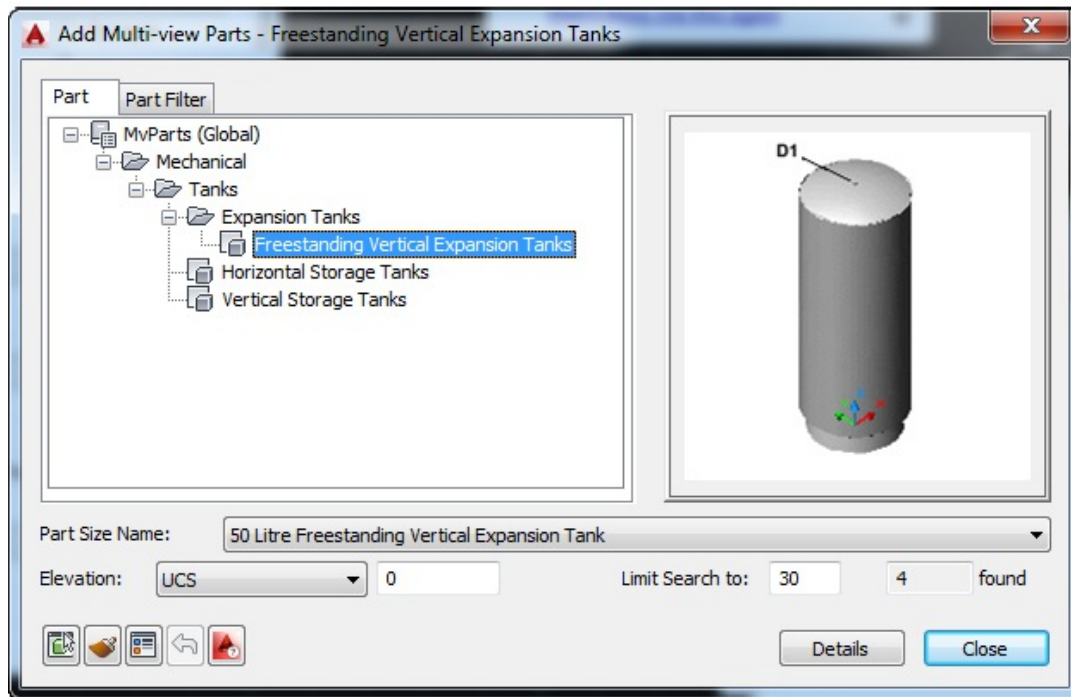 Add Multi-view Parts - Freestanding Vertical Expansion Tanks
Part
Part Filter
MvParts (Global)
Mechanical
Tanks
Expansion Tanks
Freestanding Vertical Expansion Tanks
Horizontal Storage Tanks
Vertical Storage Tanks
D1
Part Size Name: 50 Litre Freestanding Vertical Expansion Tank
Elevation: UCS 0 Limit Search to: 30 4 found
Details Close